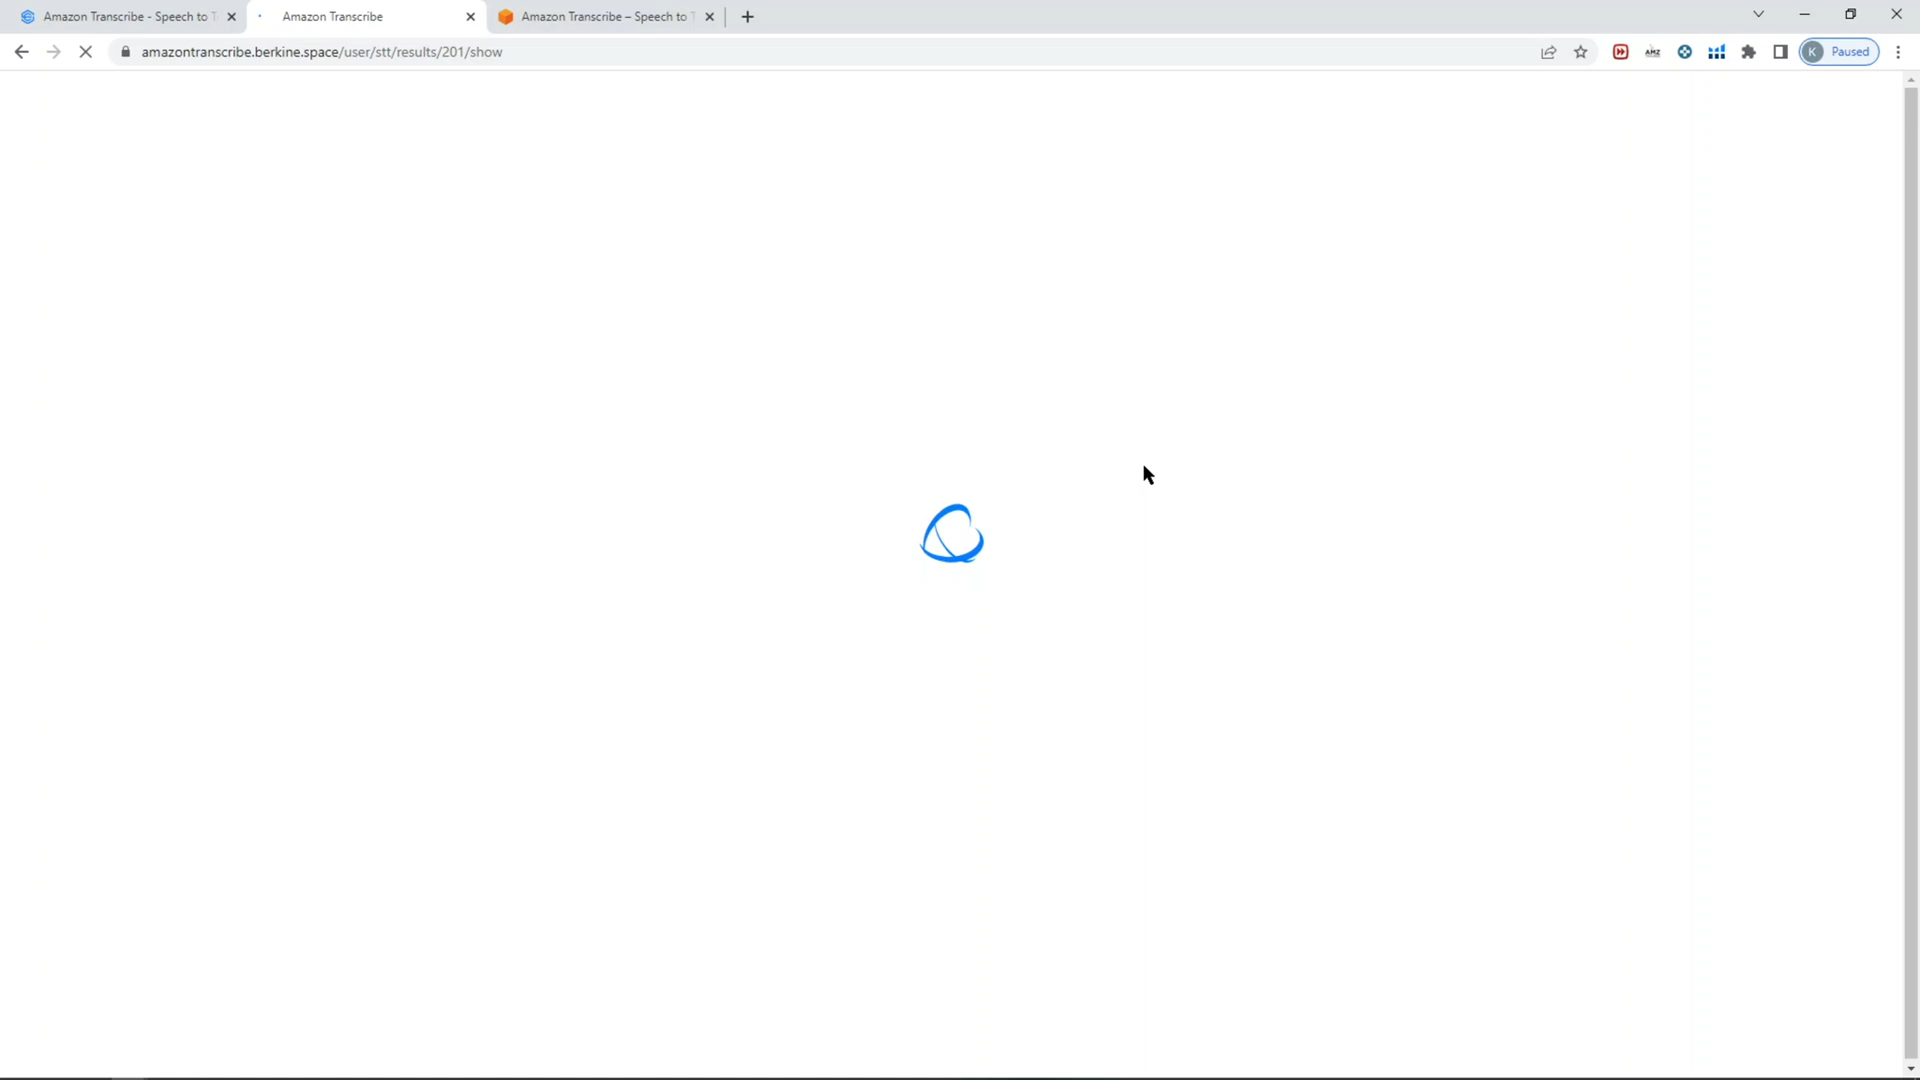 Amazon Transcribe - Speech to T
Amazon Transcribe
Amazon Transcribe – Speech to T
amazontranscribe.berkine.space/user/stt/results/201/show
AMZ
K
Paused